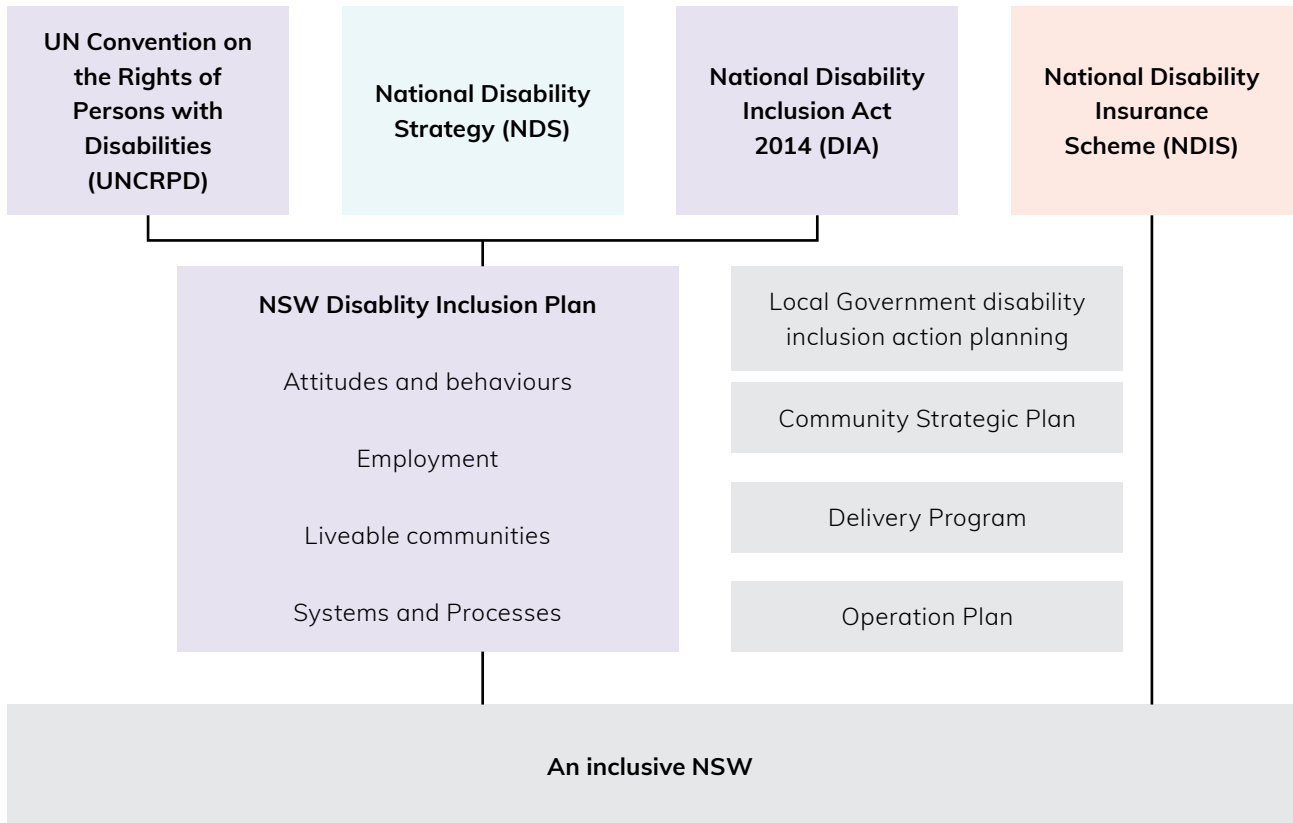 UN Convention on
the Rights of
Persons with
Disabilities
(UNCRPD)
National Disability
Strategy (NDS)
National Disability
Inclusion Act
2014 (DIA)
National Disability
Insurance
Scheme (NDIS)
NSW Disablity Inclusion Plan
Attitudes and behaviours
Employment
Liveable communities
Systems and Processes
Local Government disability
inclusion action planning
Community Strategic Plan
Delivery Program
Operation Plan
An inclusive NSW